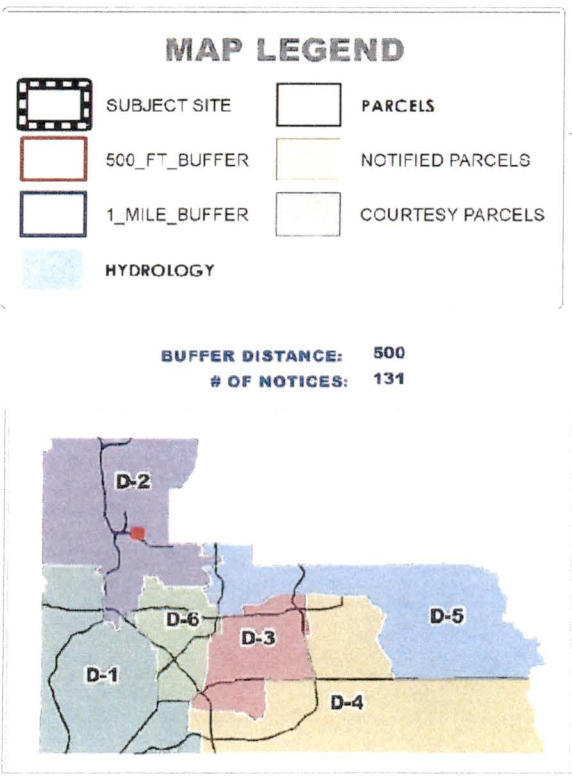 MAP LEGEND
SUBJECT SITE
PARCELS
500_FT_BUFFER
NOTIFIED PARCELS
1_MILE_BUFFER
COURTESY PARCELS
HYDROLOGY
BUFFER DISTANCE: 500
# OF NOTICES: 131
D-2
D-6
D-5
D-3
D-1
D-4